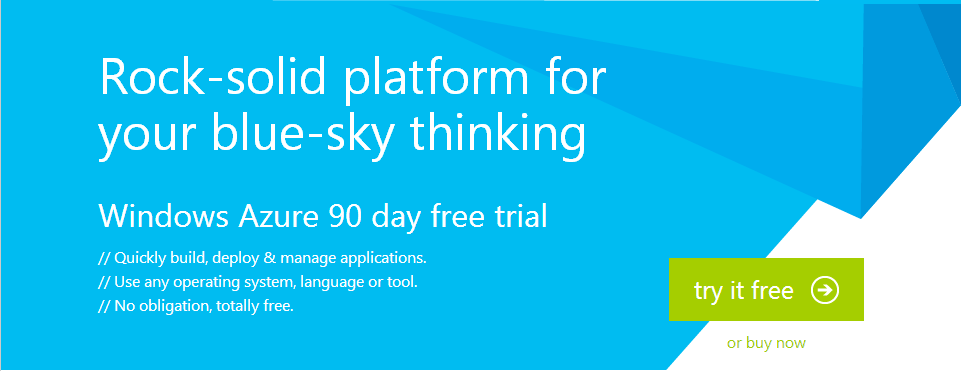 Rock-solid platform for
your blue-sky thinking
Windows Azure 90 day free trial
// Quickly build, deploy & manage applications.
// Use any operating system, language or tool.
// No obligation, totally free.
try it free
or buy now